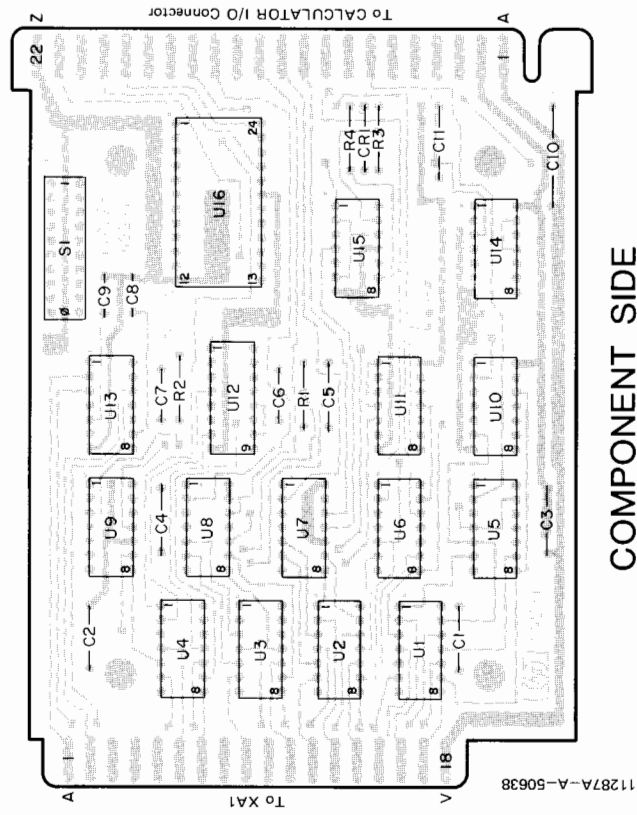 To CALCULATOR I/O Connector
Z
A
22
1
S1
1
Ø
1
24
U16
12
13
R4
CR1
R3
C11
C10
C9
C8
1
U15
8
1
U14
8
1
U13
8
C7
R2
1
U12
9
C6
R1
C5
1
U11
8
1
U10
8
1
U9
8
C4
1
U8
8
1
U7
8
1
U6
8
1
U5
8
C3
C2
1
U4
8
1
U3
8
1
U2
8
1
U1
8
C1
A
1
To XA1
V
18
11287A-A-50638
COMPONENT SIDE